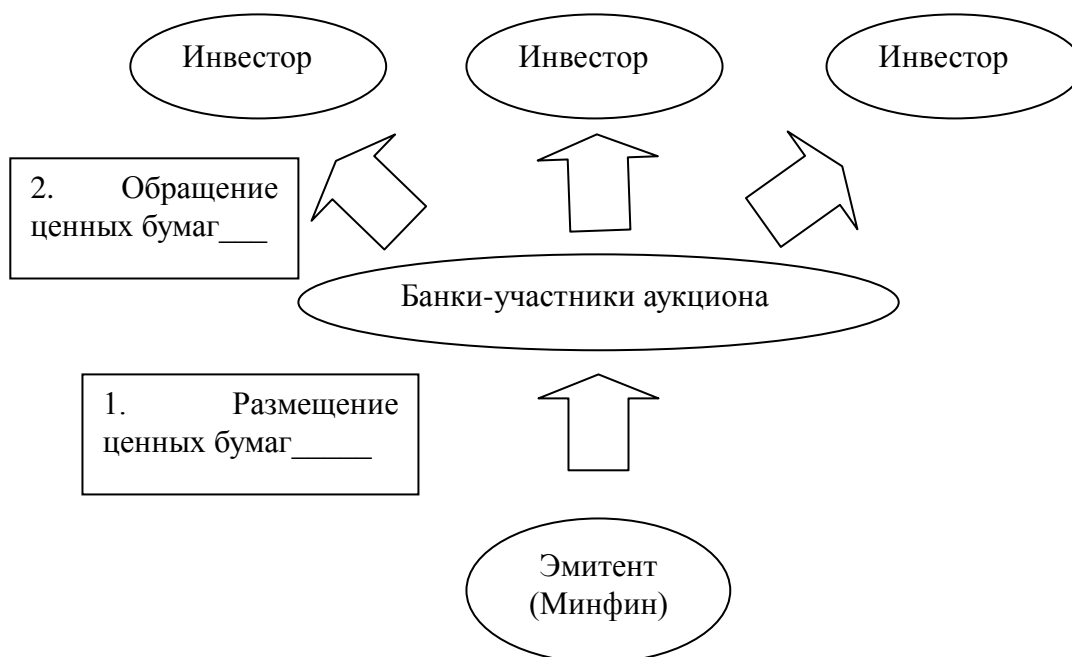 Инвестор
Инвестор
Инвестор
2. Обращение
ценных бумаг___
Банки-участники аукциона
1. Размещение
ценных бумаг_____
Эмитент
(Минфин)